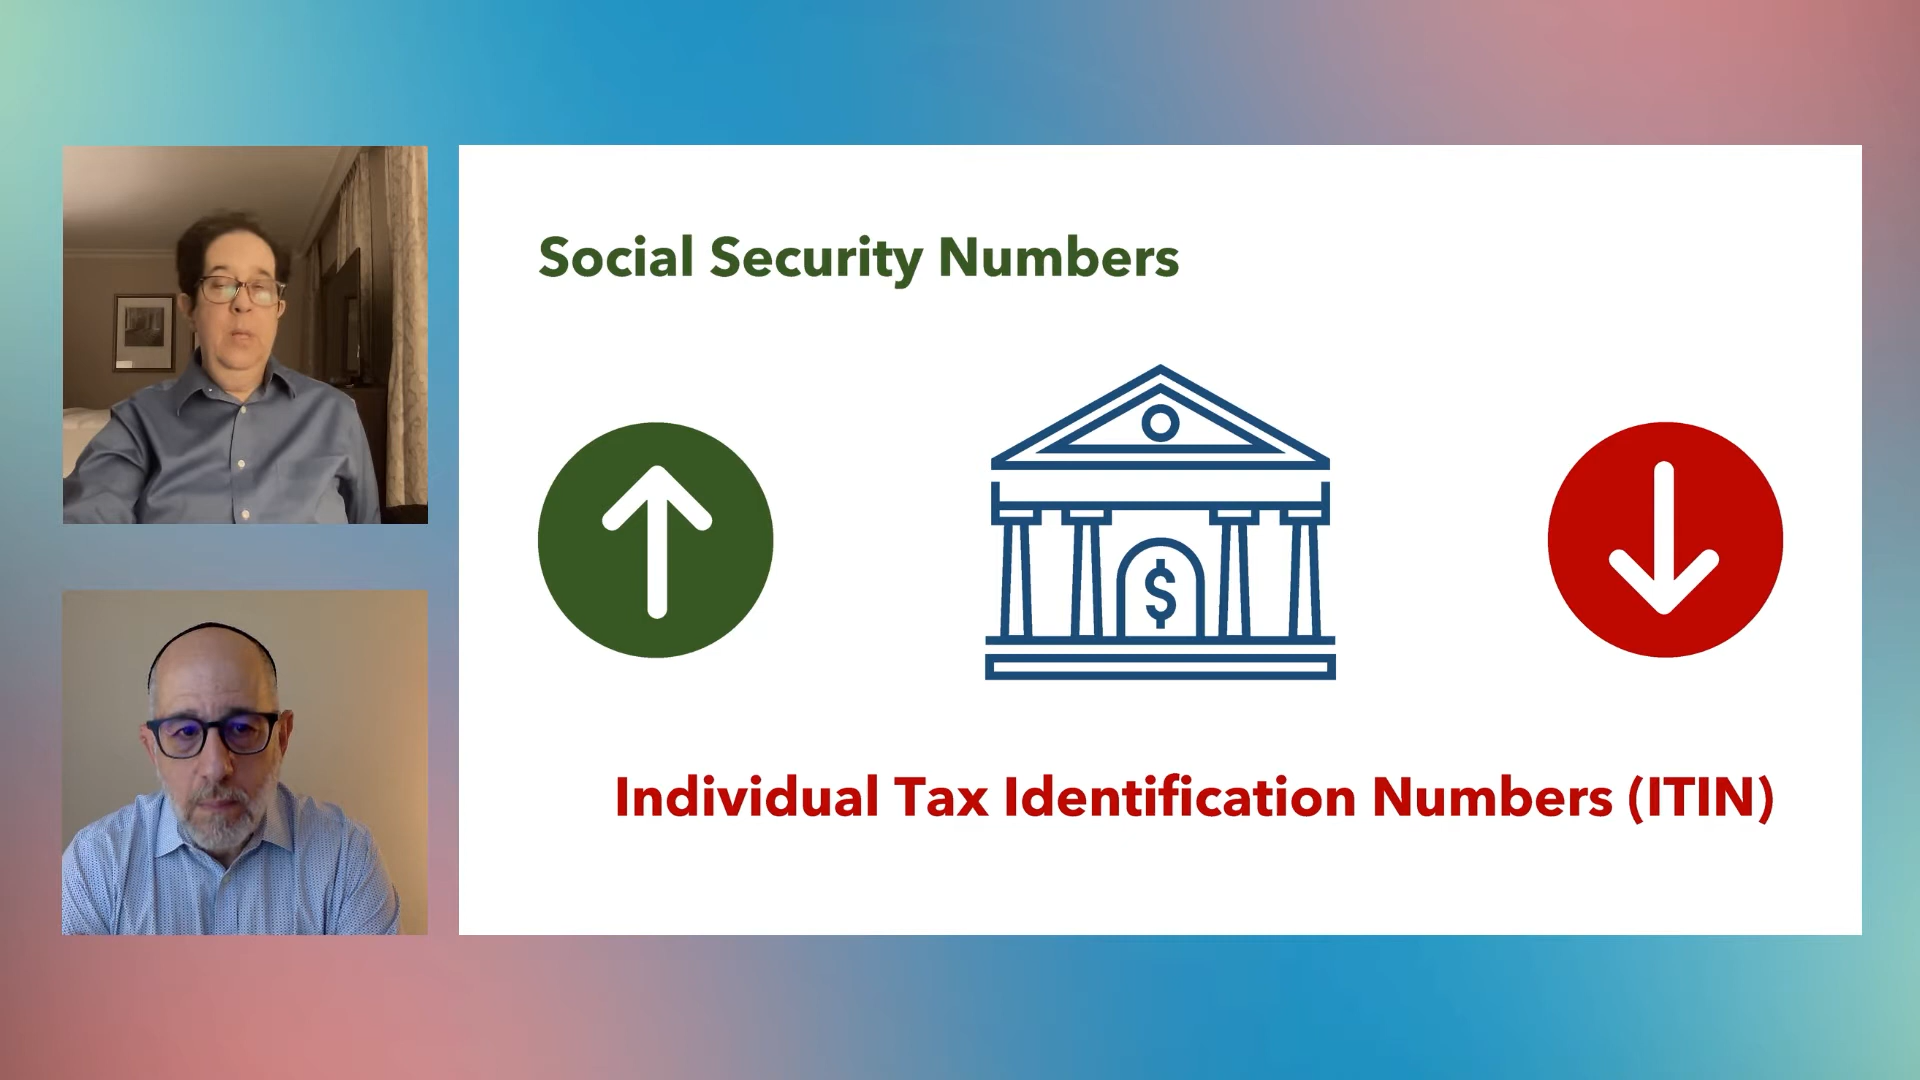 Social Security Numbers
$
Individual Tax Identification Numbers (ITIN)